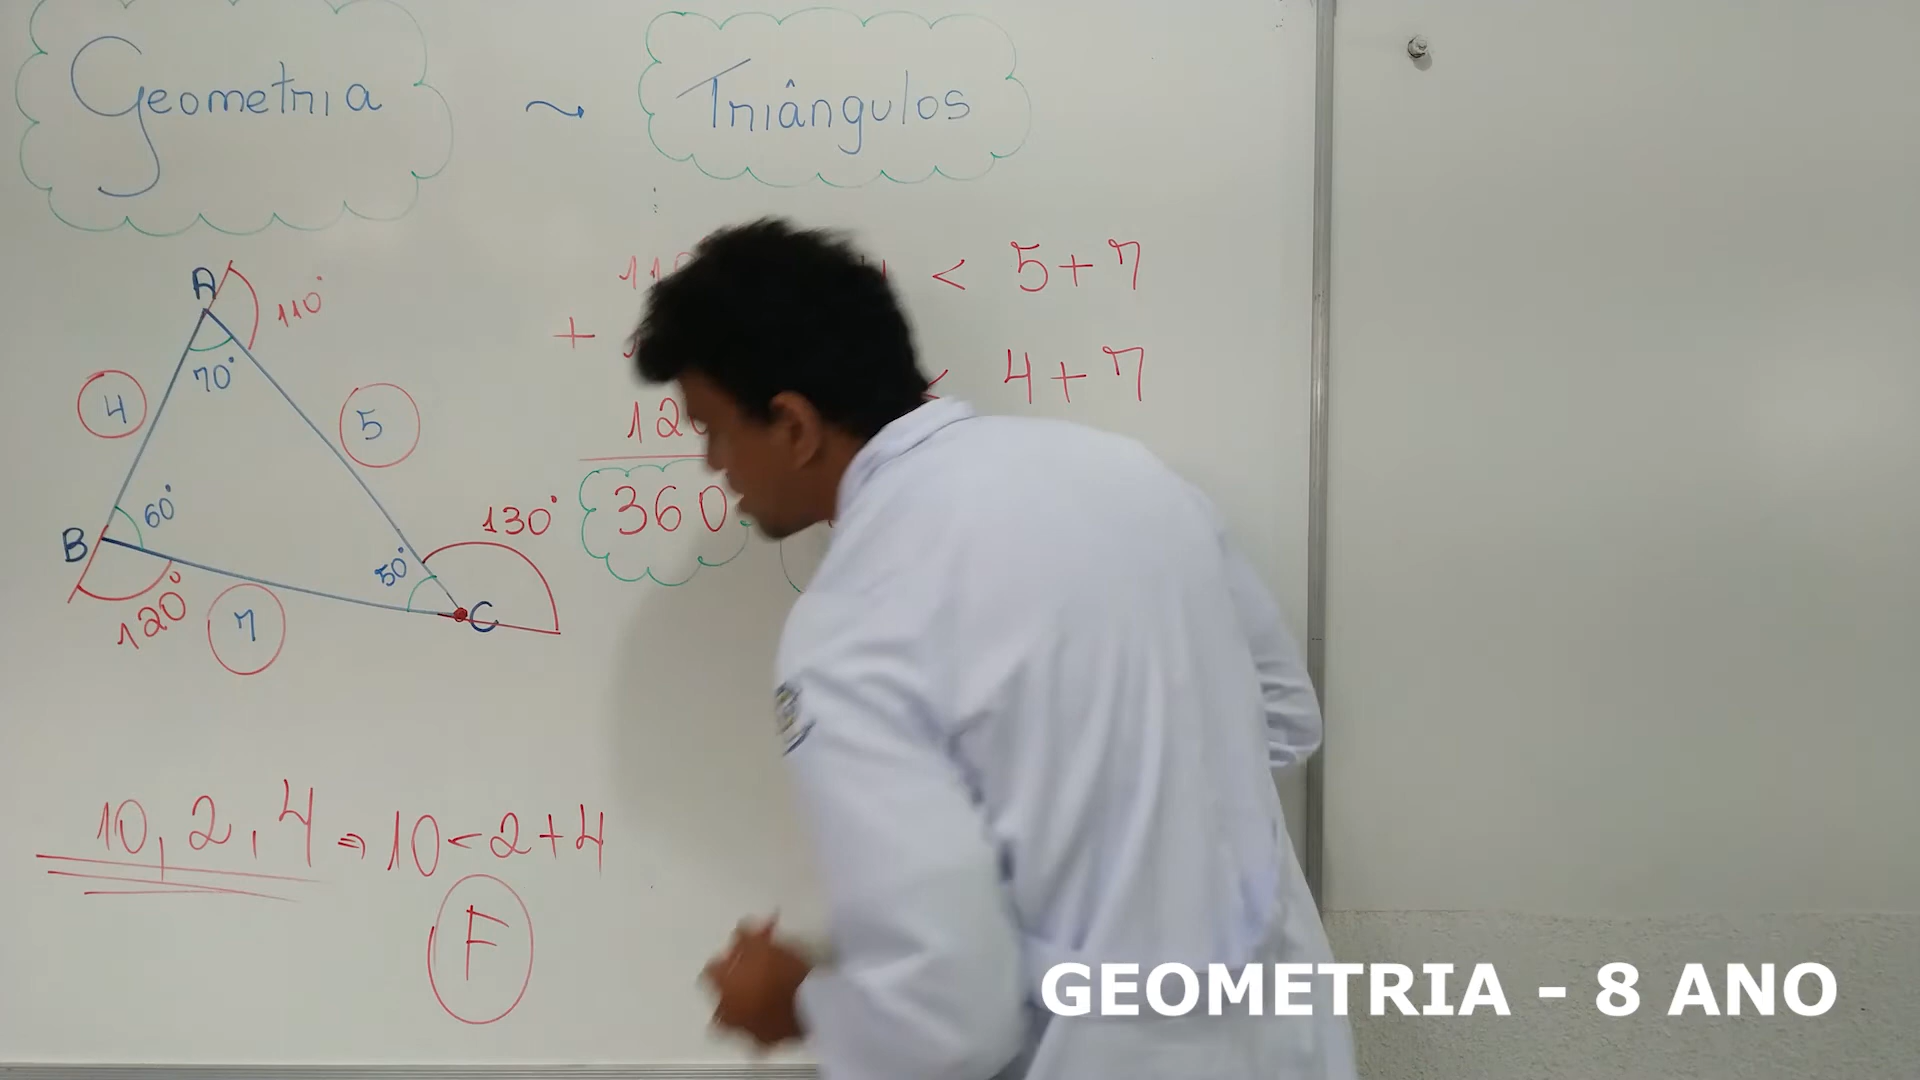 Geometria ~ Triângulos
A
110°
70°
4
5
B
60°
50°
C
130°
120°
7
< 5+7
+
< 4+7
360
10, 2, 4 ⇒ 10<2+4
F
GEOMETRIA - 8 ANO